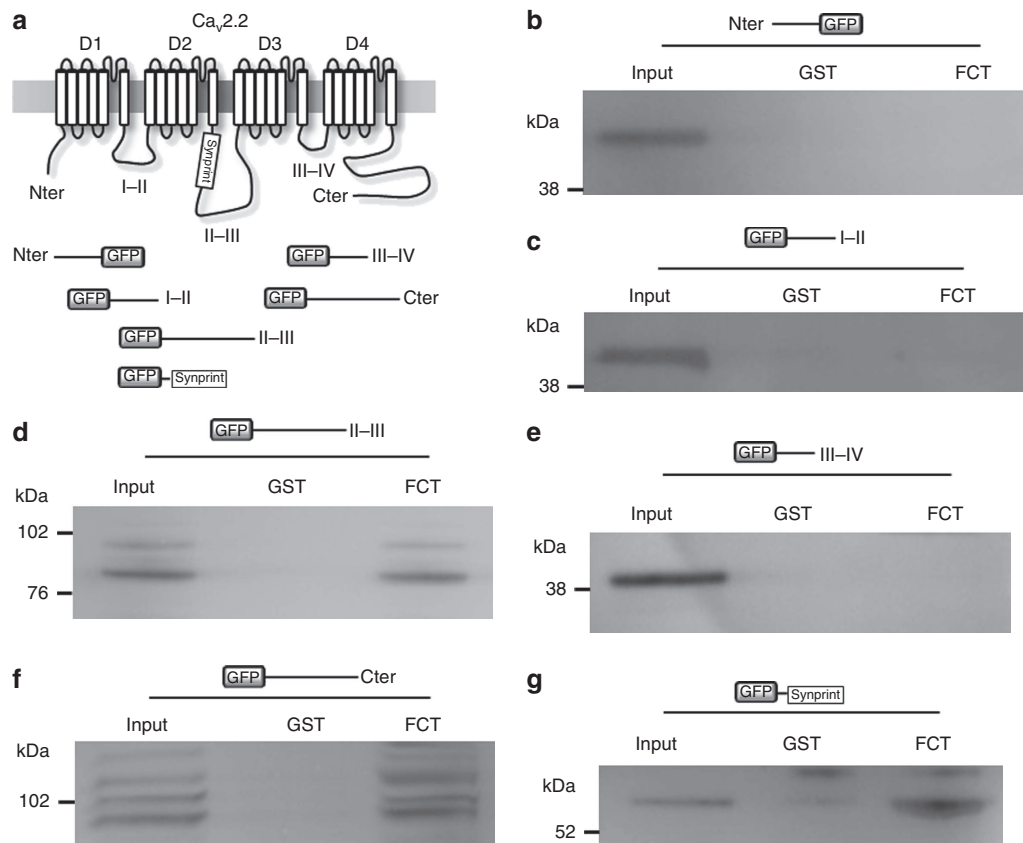 a
Cav2.2
D1 D2 D3 D4
Synprint
Nter
I–II
II–III
III–IV
Cter
Nter GFP
GFP III–IV
GFP I–II
GFP Cter
GFP II–III
GFP Synprint
b
Nter GFP
Input GST FCT
kDa
38
c
GFP I–II
Input GST FCT
kDa
38
d
GFP II–III
Input GST FCT
kDa
102
76
e
GFP III–IV
Input GST FCT
kDa
38
f
GFP Cter
Input GST FCT
kDa
102
g
GFP Synprint
Input GST FCT
kDa
52